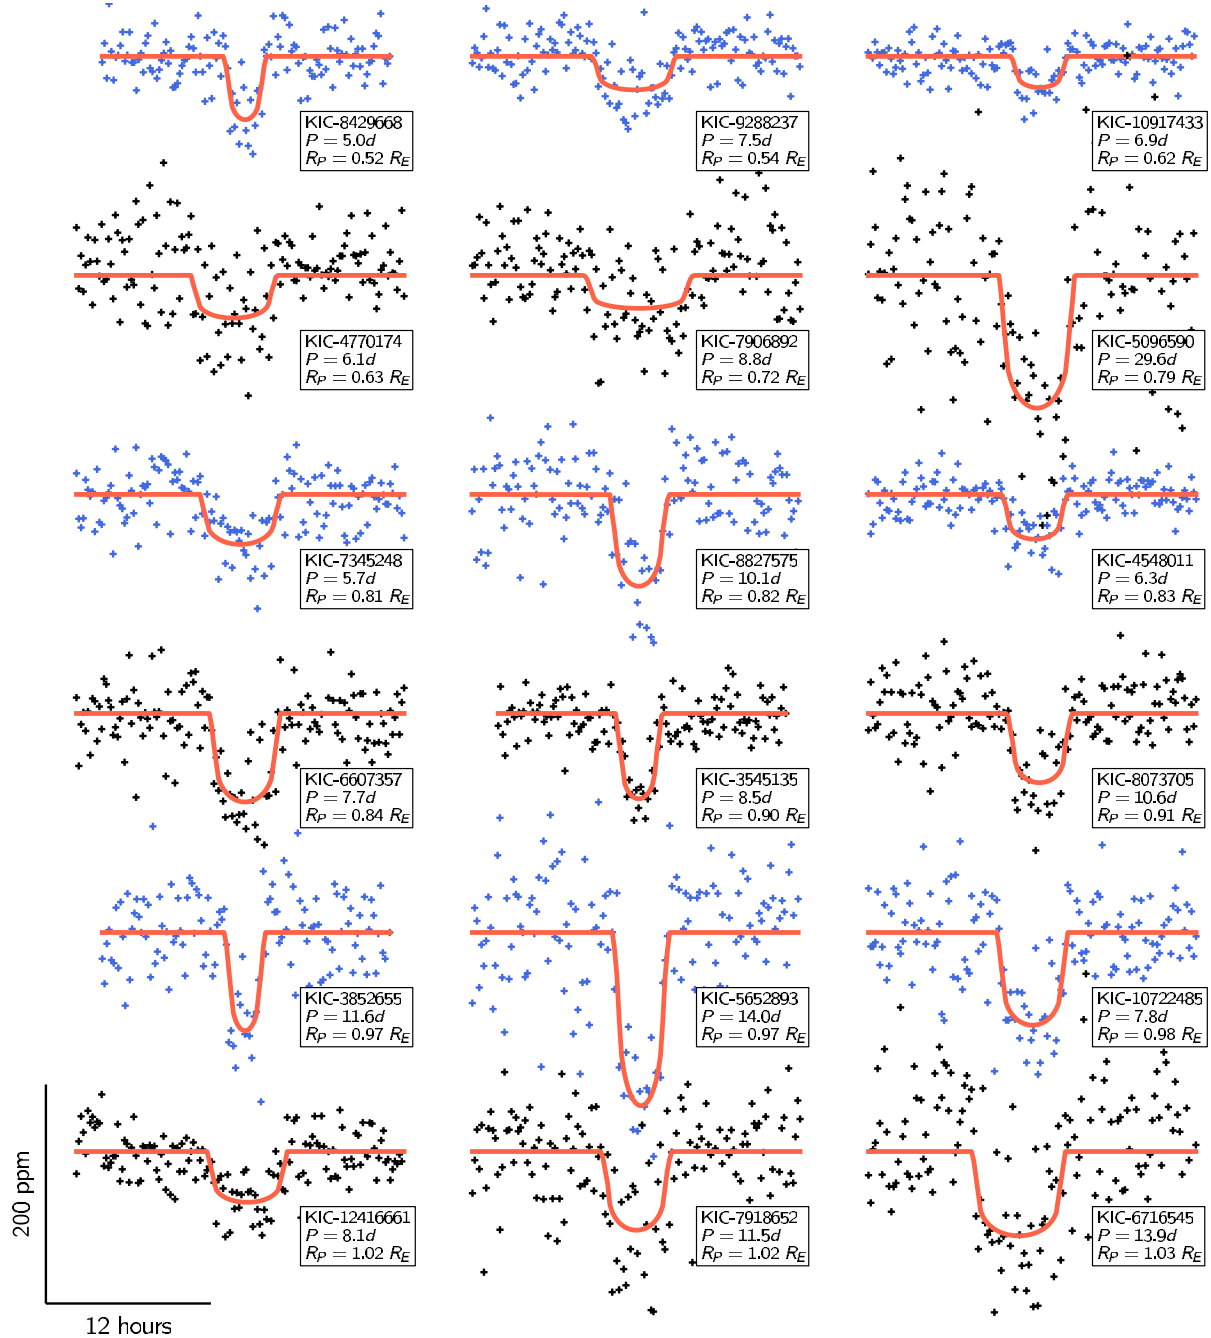 KIC-8429668
P = 5.0d
R_P = 0.52 R_E
KIC-9288237
P = 7.5d
R_P = 0.54 R_E
KIC-10917433
P = 6.9d
R_P = 0.62 R_E
KIC-4770174
P = 6.1d
R_P = 0.63 R_E
KIC-7906892
P = 8.8d
R_P = 0.72 R_E
KIC-5096590
P = 29.6d
R_P = 0.79 R_E
KIC-7345248
P = 5.7d
R_P = 0.81 R_E
KIC-8827575
P = 10.1d
R_P = 0.82 R_E
KIC-4548011
P = 6.3d
R_P = 0.83 R_E
KIC-6607357
P = 7.7d
R_P = 0.84 R_E
KIC-3545135
P = 8.5d
R_P = 0.90 R_E
KIC-8073705
P = 10.6d
R_P = 0.91 R_E
KIC-3852655
P = 11.6d
R_P = 0.97 R_E
KIC-5652893
P = 14.0d
R_P = 0.97 R_E
KIC-10722485
P = 7.8d
R_P = 0.98 R_E
KIC-12416661
P = 8.1d
R_P = 1.02 R_E
KIC-7918652
P = 11.5d
R_P = 1.02 R_E
KIC-6716545
P = 13.9d
R_P = 1.03 R_E
200 ppm
12 hours